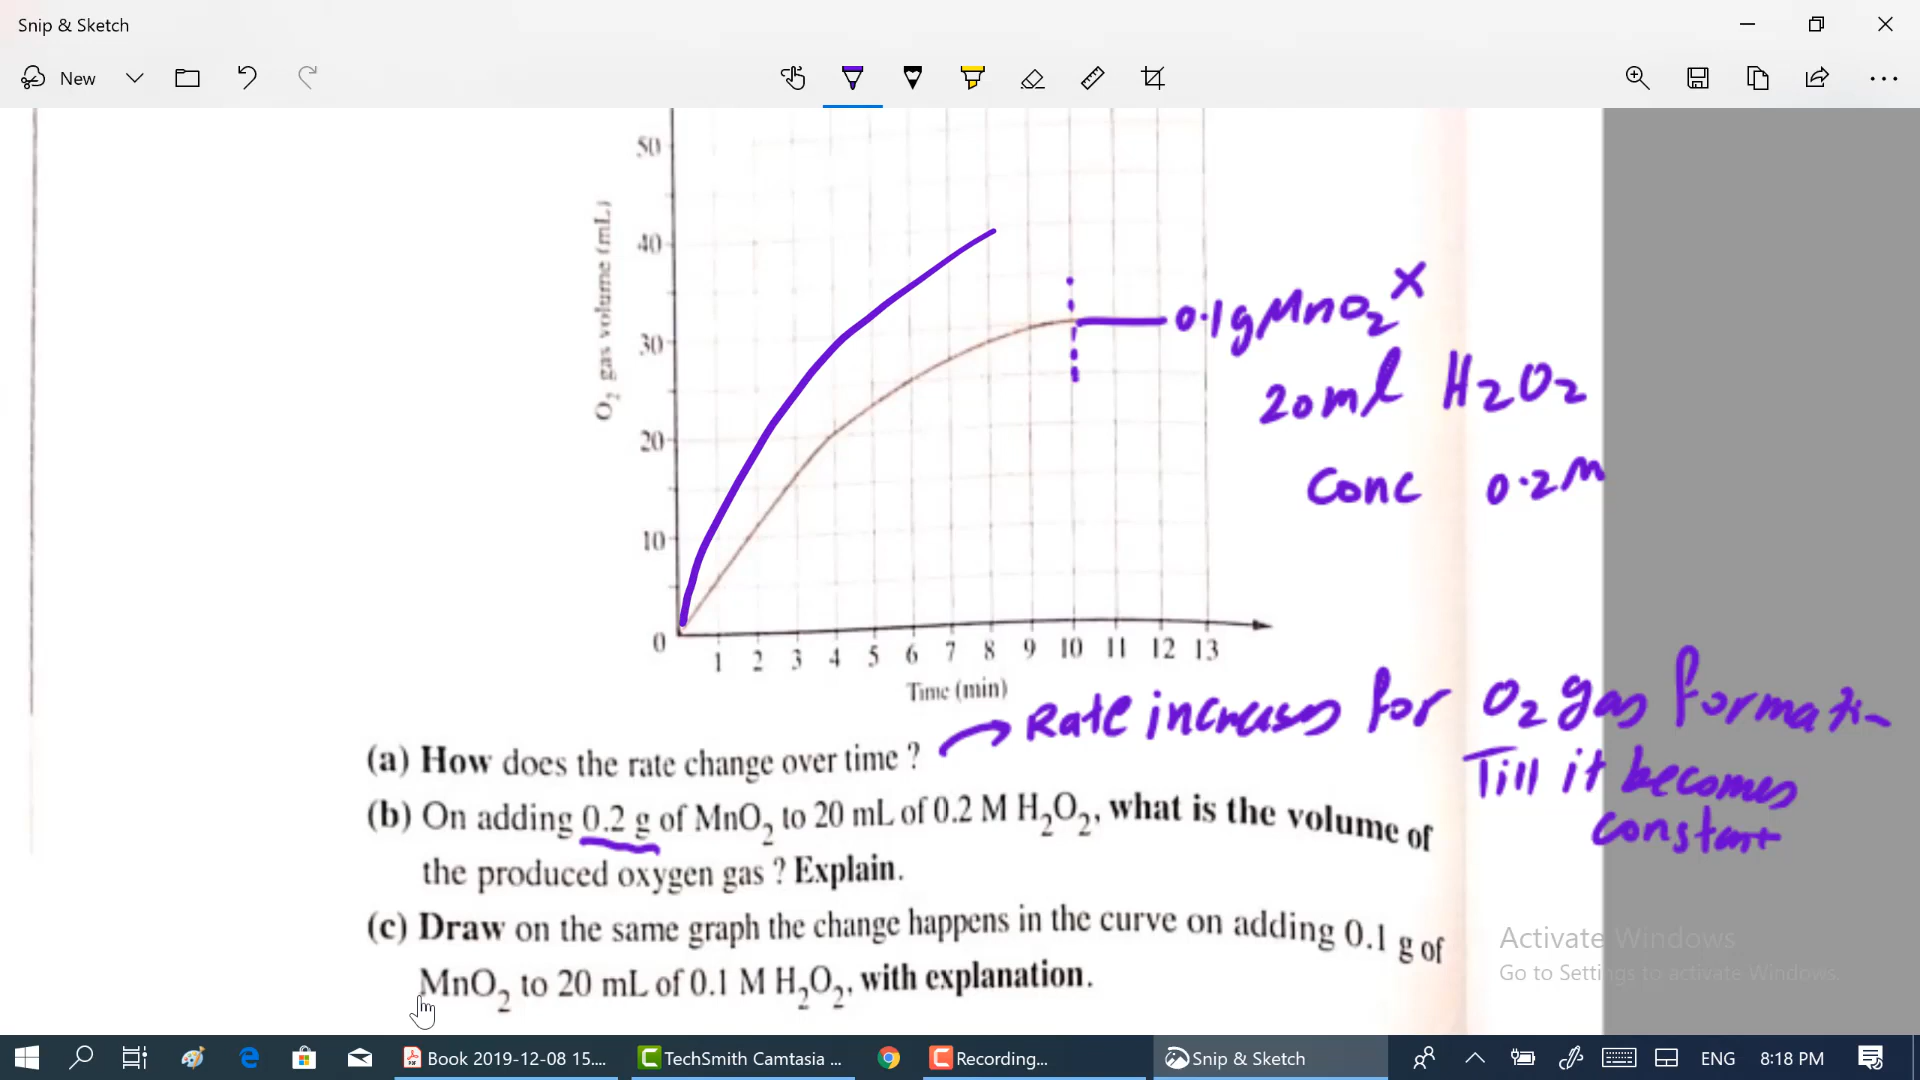 Snip & Sketch
New
50
40
30
20
10
0
O₂ gas volume (mL)
1 2 3 4 5 6 7 8 9 10 11 12 13
Time (min)
0.1g MnO₂ X
20ml H₂O₂
Conc 0.2M
Rate increases for O₂ gas formation
Till it becomes
constant
(a) How does the rate change over time ?
(b) On adding 0.2 g of MnO₂ to 20 mL of 0.2 M H₂O₂, what is the volume of
the produced oxygen gas ? Explain.
(c) Draw on the same graph the change happens in the curve on adding 0.1 g of
MnO₂ to 20 mL of 0.1 M H₂O₂, with explanation.
Activate Windows
Go to Settings to activate Windows.
Book 2019-12-08 15....
TechSmith Camtasia ...
Recording...
Snip & Sketch
ENG
8:18 PM